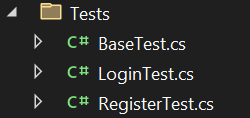 Tests
C# BaseTest.cs
C# LoginTest.cs
C# RegisterTest.cs